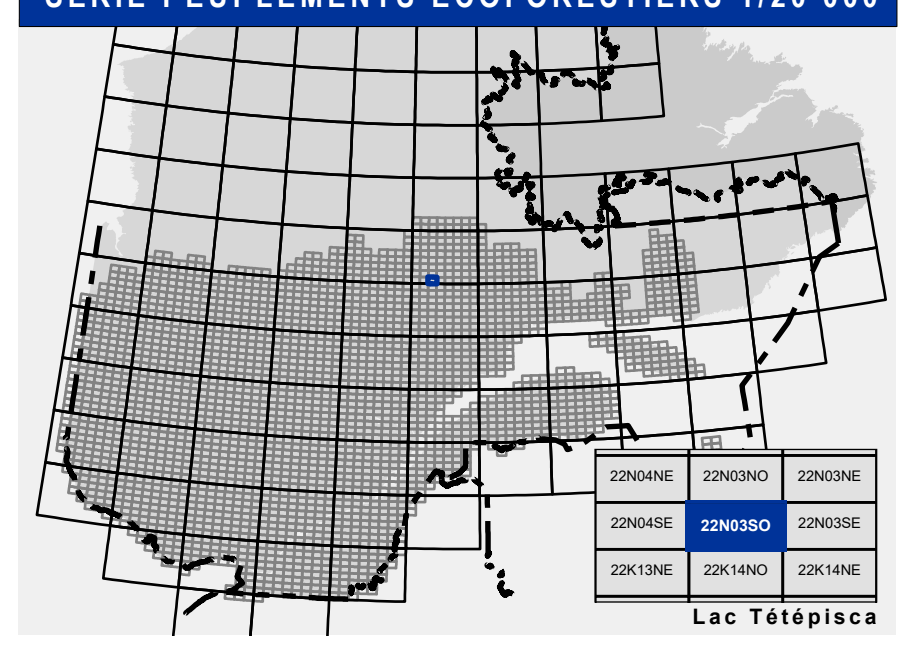 SÉRIE PEUPLEMENTS ÉCOFORESTIERS 1/20 000
22N04NE 22N03NO 22N03NE
22N04SE 22N03SO 22N03SE
22K13NE 22K14NO 22K14NE
Lac Tétépisca